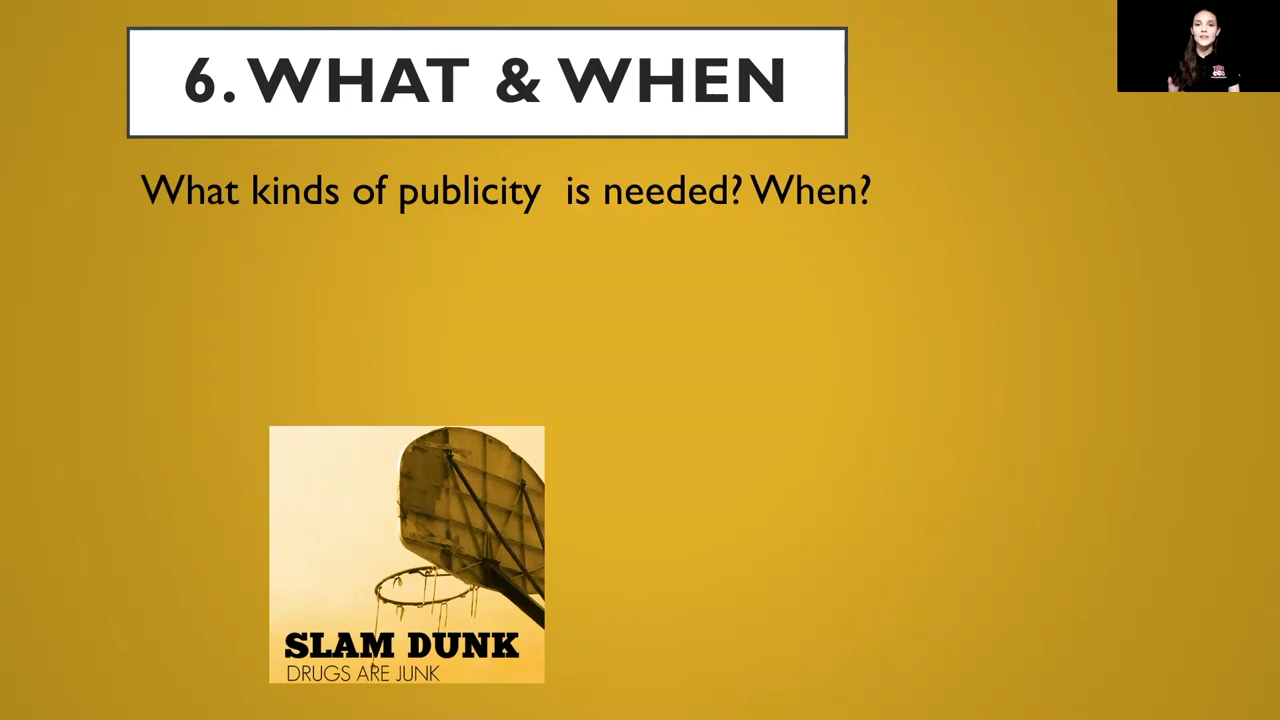 6. WHAT & WHEN
What kinds of publicity  is needed? When?
SLAM DUNK
DRUGS ARE JUNK